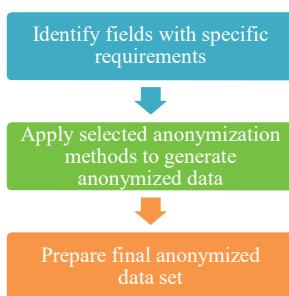 Identify fields with specific
requirements
Apply selected anonymization
methods to generate
anonymized data
Prepare final anonymized
data set